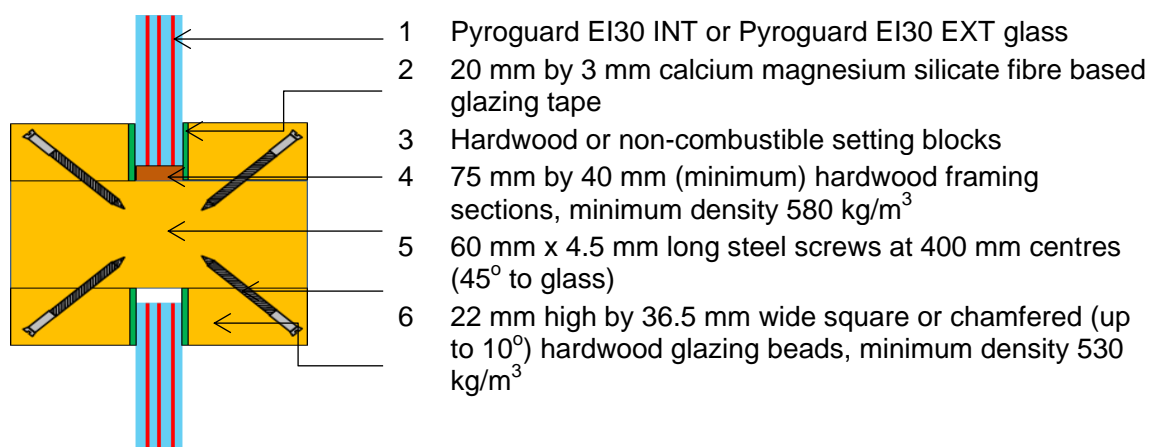 1 Pyroguard EI30 INT or Pyroguard EI30 EXT glass
2 20 mm by 3 mm calcium magnesium silicate fibre based
glazing tape
3 Hardwood or non-combustible setting blocks
4 75 mm by 40 mm (minimum) hardwood framing
sections, minimum density 580 kg/m³
5 60 mm x 4.5 mm long steel screws at 400 mm centres
(45° to glass)
6 22 mm high by 36.5 mm wide square or chamfered (up
to 10°) hardwood glazing beads, minimum density 530
kg/m³